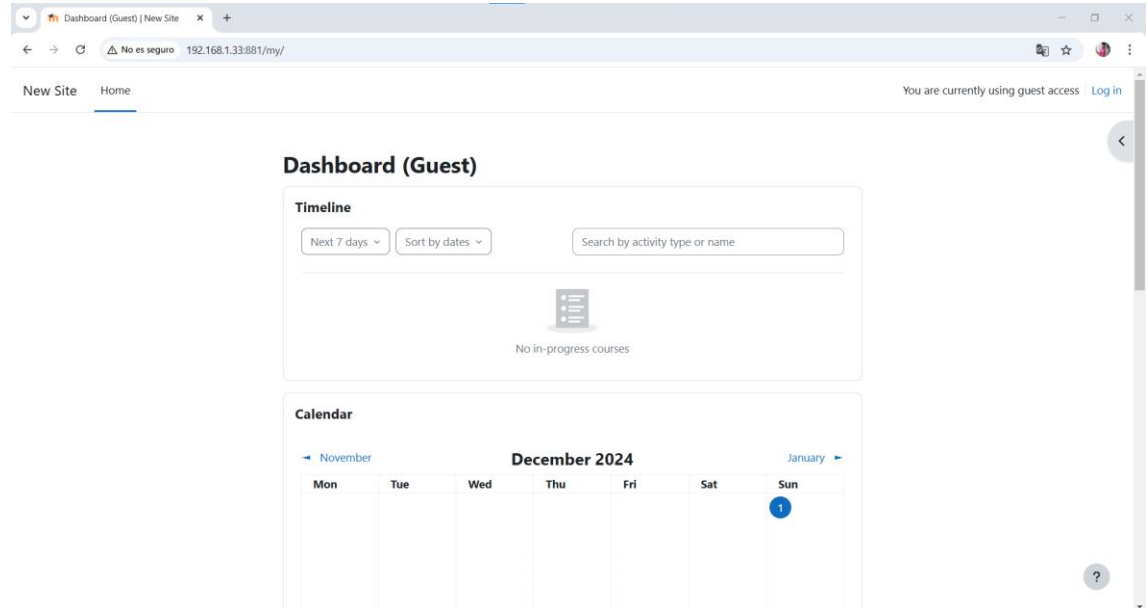 Dashboard (Guest) | New Site
No es seguro 192.168.1.33:881/my/
New Site Home You are currently using guest access Log in
Dashboard (Guest)
Timeline
Next 7 days Sort by dates Search by activity type or name
No in-progress courses
Calendar
November December 2024 January
Mon Tue Wed Thu Fri Sat Sun
1
?